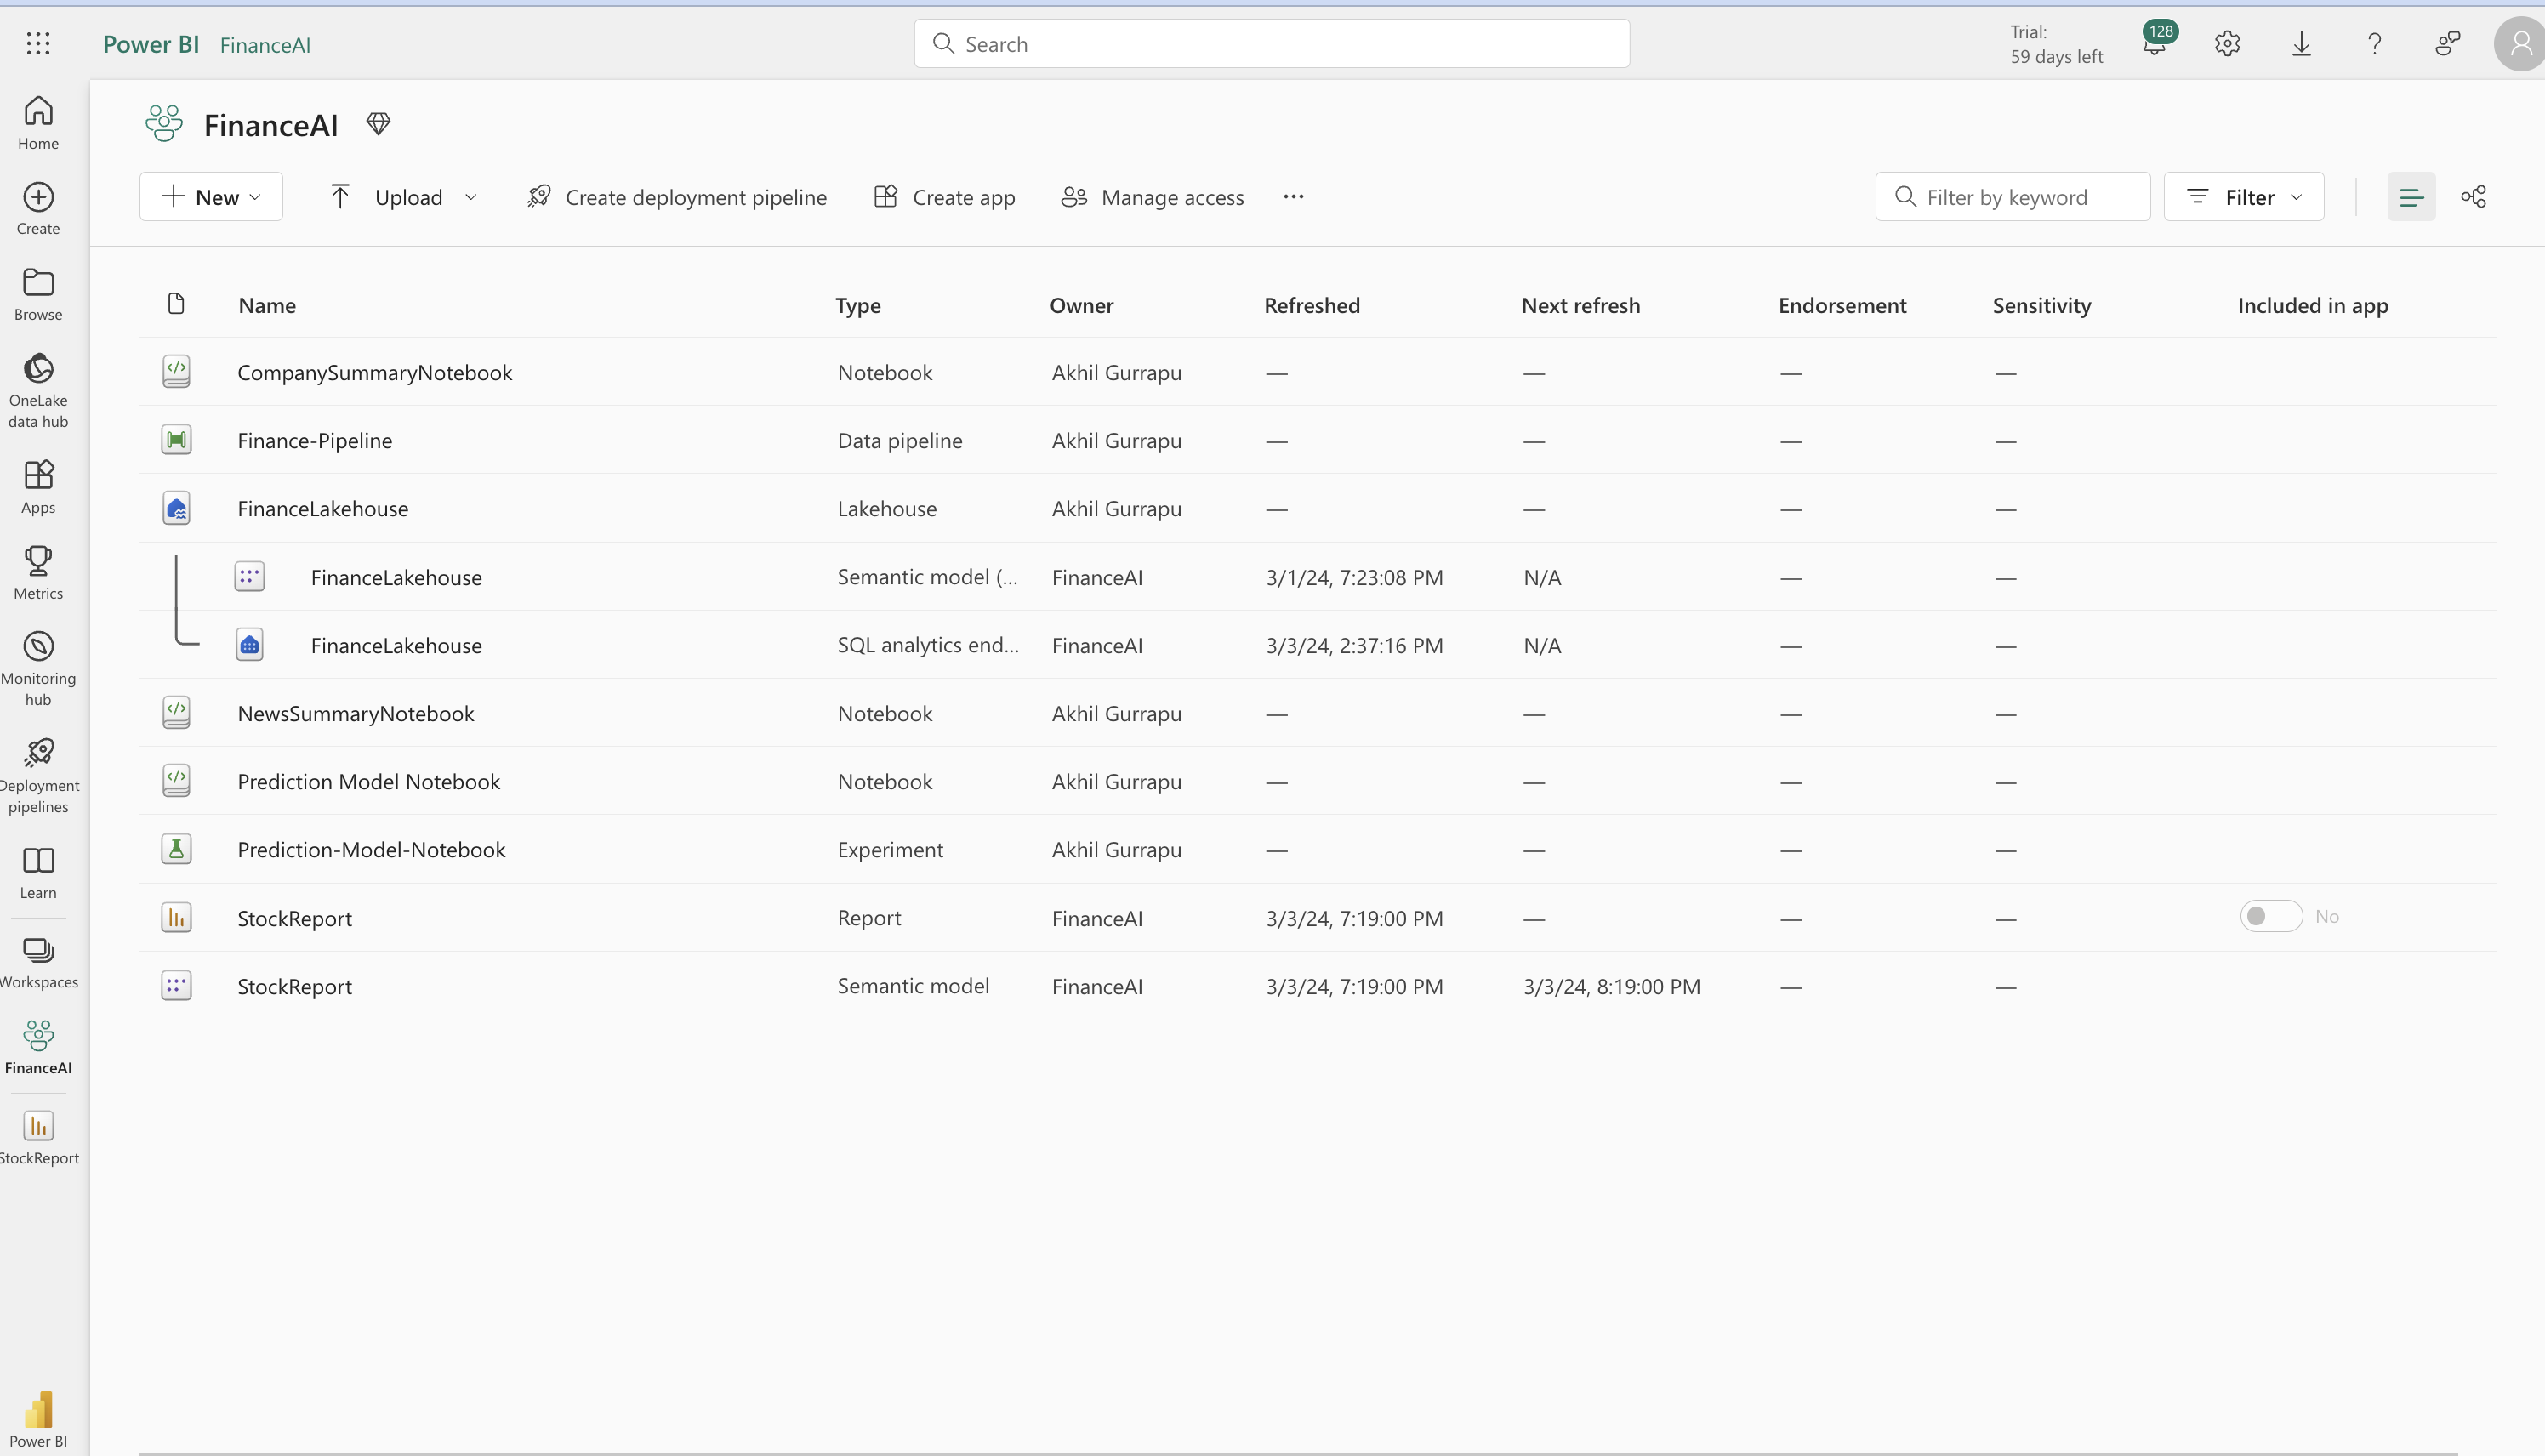 Power BI FinanceAI
Search
Trial:
59 days left
128
Home
Create
Browse
OneLake
data hub
Apps
Metrics
Monitoring
hub
Deployment
pipelines
Learn
Workspaces
FinanceAI
StockReport
Power BI
FinanceAI
New
Upload
Create deployment pipeline
Create app
Manage access
...
Filter by keyword
Filter
Name Type Owner Refreshed Next refresh Endorsement Sensitivity Included in app
CompanySummaryNotebook Notebook Akhil Gurrapu — — — —
Finance-Pipeline Data pipeline Akhil Gurrapu — — — —
FinanceLakehouse Lakehouse Akhil Gurrapu — — — —
FinanceLakehouse Semantic model (... FinanceAI 3/1/24, 7:23:08 PM N/A — —
FinanceLakehouse SQL analytics end... FinanceAI 3/3/24, 2:37:16 PM N/A — —
NewsSummaryNotebook Notebook Akhil Gurrapu — — — —
Prediction Model Notebook Notebook Akhil Gurrapu — — — —
Prediction-Model-Notebook Experiment Akhil Gurrapu — — — —
StockReport Report FinanceAI 3/3/24, 7:19:00 PM — — — No
StockReport Semantic model FinanceAI 3/3/24, 7:19:00 PM 3/3/24, 8:19:00 PM — —